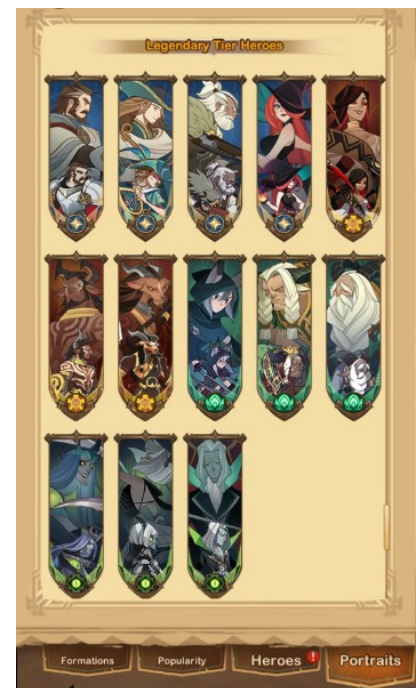 Legendary Tier Heroes
Formations
Popularity
Heroes
!
Portraits